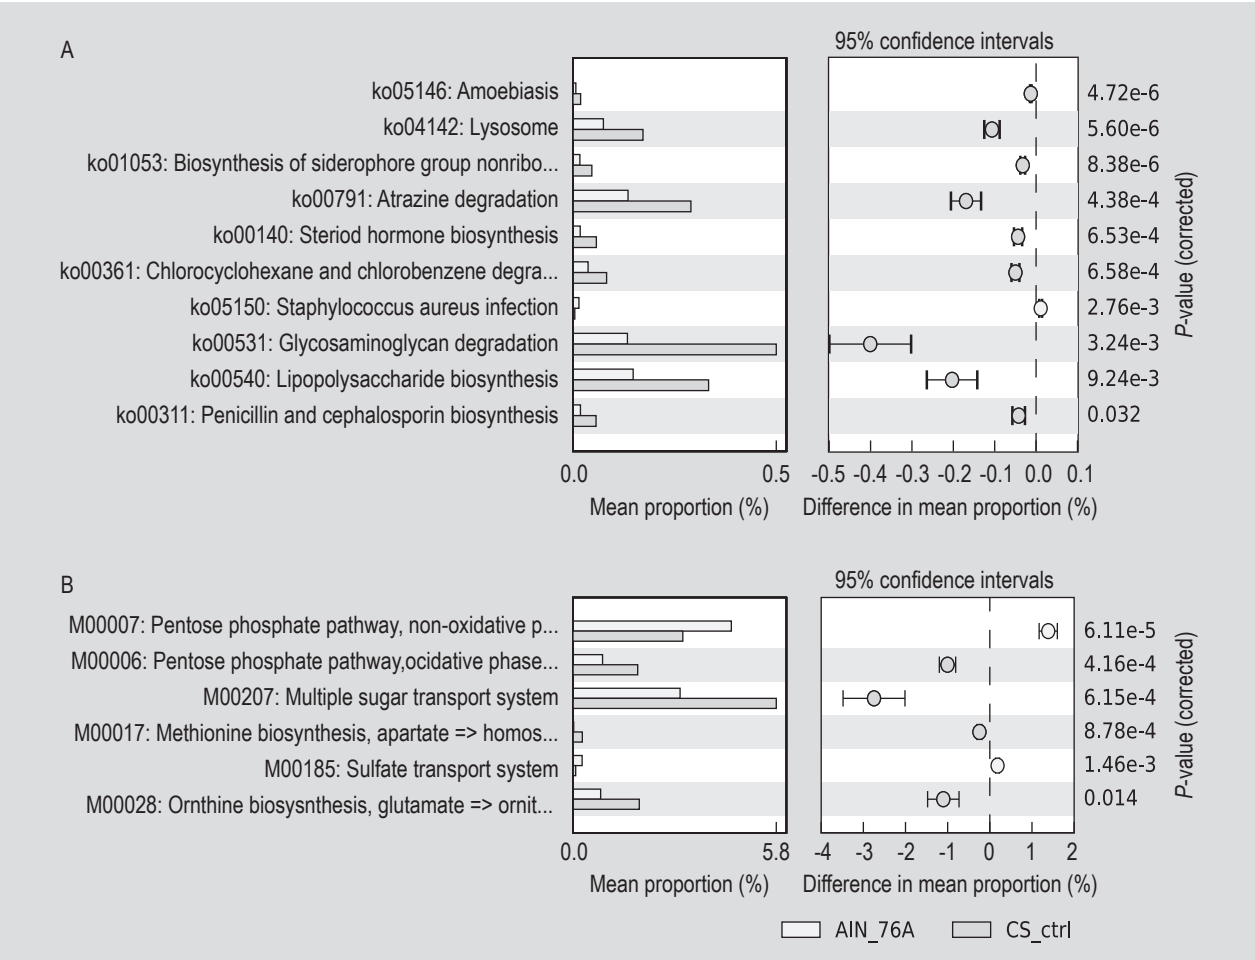 A
95% confidence intervals
ko05146: Amoebiasis 4.72e-6
ko04142: Lysosome 5.60e-6
ko01053: Biosynthesis of siderophore group nonribo... 8.38e-6
ko00791: Atrazine degradation 4.38e-4
ko00140: Steriod hormone biosynthesis 6.53e-4
ko00361: Chlorocyclohexane and chlorobenzene degra... 6.58e-4
ko05150: Staphylococcus aureus infection 2.76e-3
ko00531: Glycosaminoglycan degradation 3.24e-3
ko00540: Lipopolysaccharide biosynthesis 9.24e-3
ko00311: Penicillin and cephalosporin biosynthesis 0.032
P-value (corrected)
0.0 0.5 -0.5 -0.4 -0.3 -0.2 -0.1 0.0 0.1
Mean proportion (%) Difference in mean proportion (%)
B
95% confidence intervals
M00007: Pentose phosphate pathway, non-oxidative p... 6.11e-5
M00006: Pentose phosphate pathway,ocidative phase... 4.16e-4
M00207: Multiple sugar transport system 6.15e-4
M00017: Methionine biosynthesis, apartate => homos... 8.78e-4
M00185: Sulfate transport system 1.46e-3
M00028: Ornthine biosysnthesis, glutamate => ornit... 0.014
P-value (corrected)
0.0 5.8 -4 -3 -2 -1 0 1 2
Mean proportion (%) Difference in mean proportion (%)
AIN_76A CS_ctrl